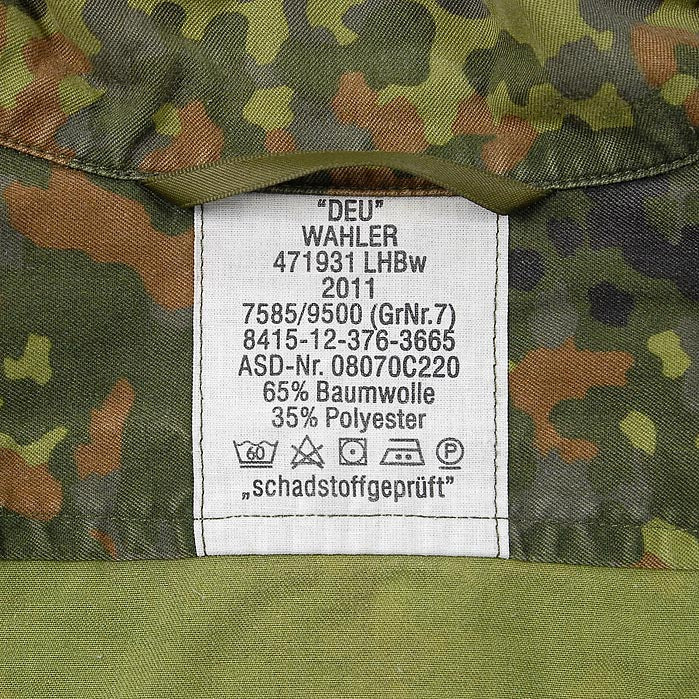 "DEU"
WAHLER
471931 LHBw
2011
7585/9500 (GrNr.7)
8415-12-376-3665
ASD-Nr. 08070C220
65% Baumwolle
35% Polyester
60 P
„schadstoffgeprüft”